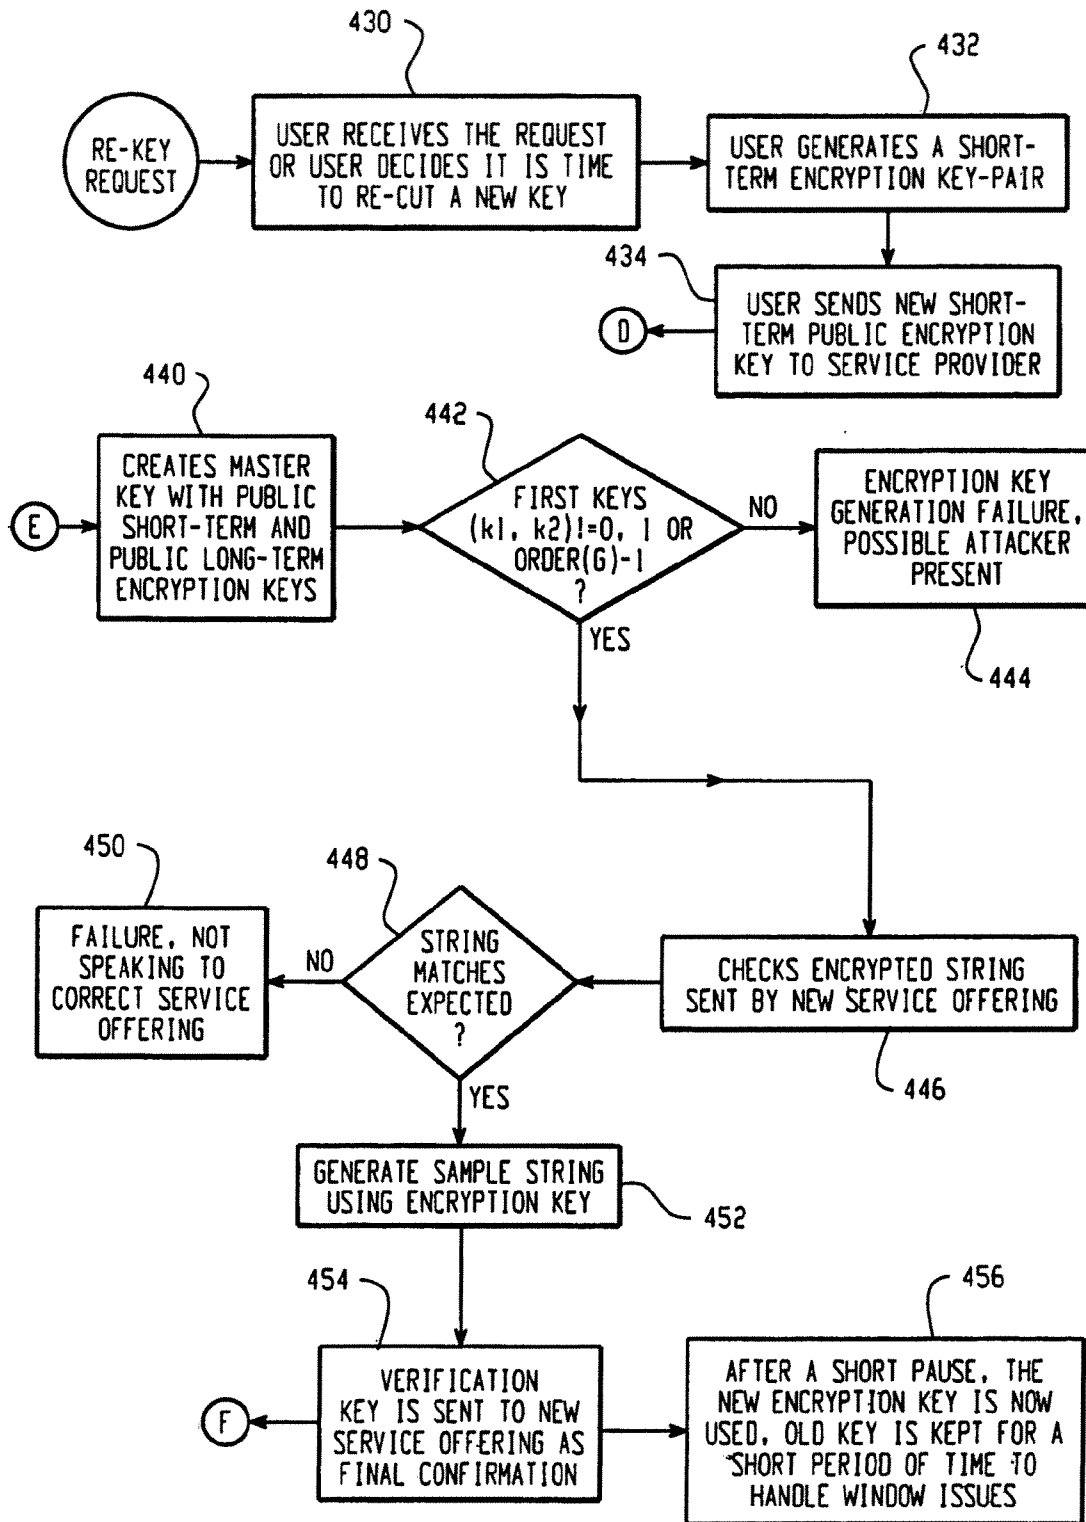 430
432
RE-KEY
REQUEST
USER RECEIVES THE REQUEST
OR USER DECIDES IT IS TIME
TO RE-CUT A NEW KEY
USER GENERATES A SHORT-
TERM ENCRYPTION KEY-PAIR
434
D
USER SENDS NEW SHORT-
TERM PUBLIC ENCRYPTION
KEY TO SERVICE PROVIDER
440
442
E
CREATES MASTER
KEY WITH PUBLIC
SHORT-TERM AND
PUBLIC LONG-TERM
ENCRYPTION KEYS
FIRST KEYS
(k1, k2)!=0, 1 OR
ORDER(G)-1
?
NO
ENCRYPTION KEY
GENERATION FAILURE,
POSSIBLE ATTACKER
PRESENT
YES
444
450
448
FAILURE, NOT
SPEAKING TO
CORRECT SERVICE
OFFERING
NO
STRING
MATCHES
EXPECTED
?
CHECKS ENCRYPTED STRING
SENT BY NEW SERVICE OFFERING
446
YES
GENERATE SAMPLE STRING
USING ENCRYPTION KEY
452
454
456
F
VERIFICATION
KEY IS SENT TO NEW
SERVICE OFFERING AS
FINAL CONFIRMATION
AFTER A SHORT PAUSE, THE
NEW ENCRYPTION KEY IS NOW
USED, OLD KEY IS KEPT FOR A
SHORT PERIOD OF TIME TO
HANDLE WINDOW ISSUES